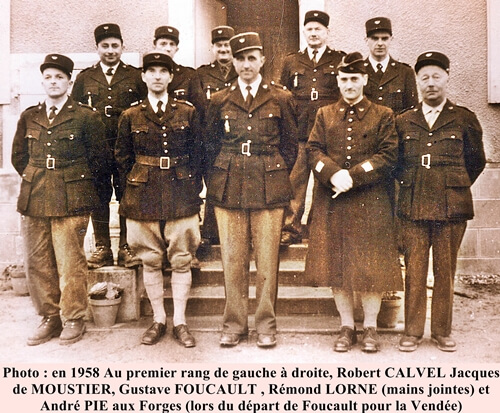 Photo : en 1958 Au premier rang de gauche à droite, Robert CALVEL Jacques
de MOUSTIER, Gustave FOUCAULT , Rémond LORNE (mains jointes) et
André PIE aux Forges (lors du départ de Foucault pour la Vendée)